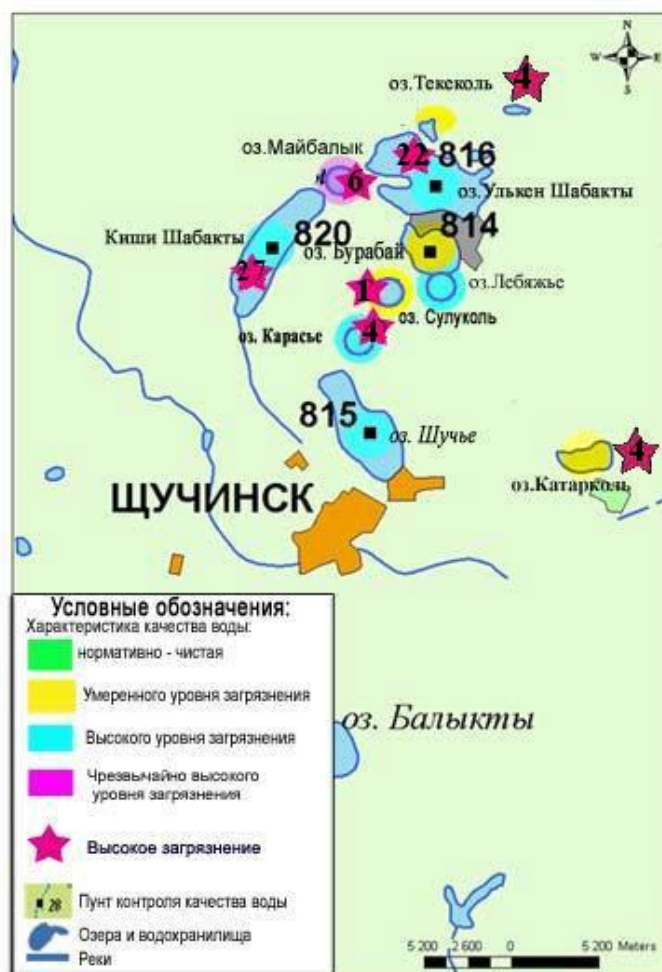 N
W E
S
оз.Текеколь
4
оз.Майбалык
22 816
6
оз.Улькен Шабакты
Киши Шабакты 820 814
оз. Бурабай
27
оз.Лебяжье
1
оз. Сулуколь
оз. Карасье 4
815
оз. Шучье
4
оз.Катарколь
ЩУЧИНСК
оз. Балыкты
Условные обозначения:
Характеристика качества воды:
нормативно - чистая
Умеренного уровня загрязнения
Высокого уровня загрязнения
Чрезвычайно высокого
уровня загрязнения
Высокое загрязнение
28 Пунт контроля качества воды
Озера и водохранилища
Реки
5 200 2 600 0 5 200 Meters